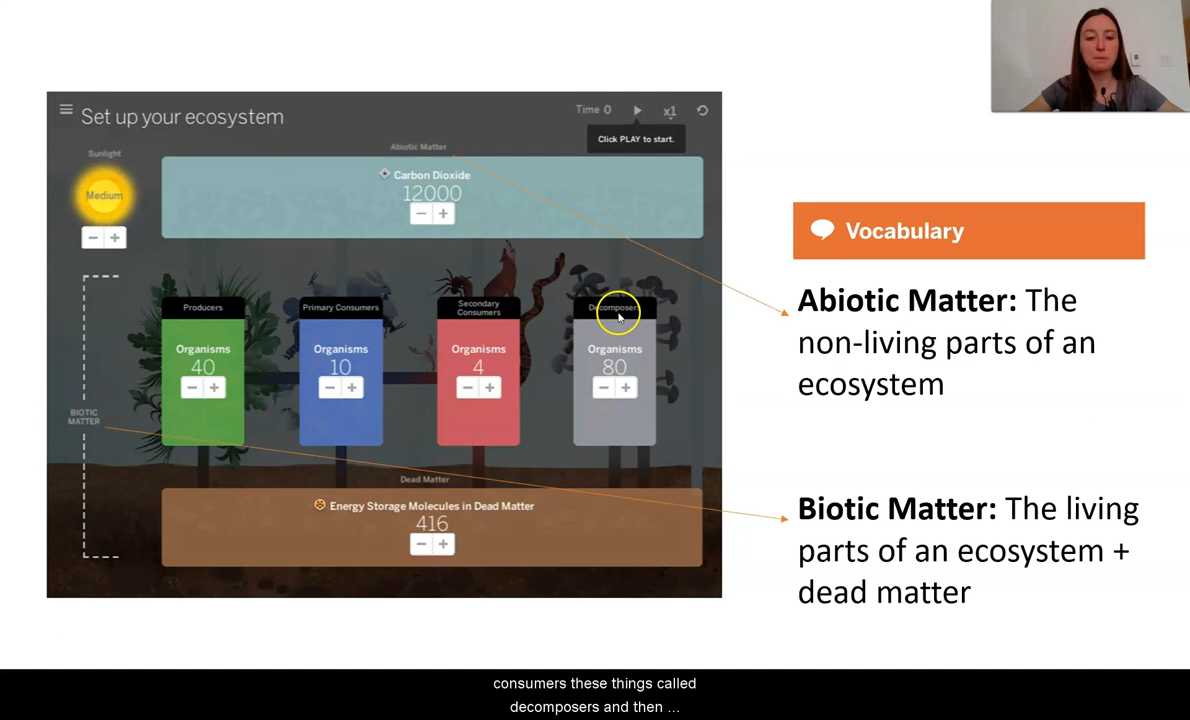 Set up your ecosystem
Time 0
x1
Click PLAY to start.
Sunlight
Medium
Abiotic Matter
Carbon Dioxide
12000
Producers
Organisms
40
Primary Consumers
Organisms
10
Secondary
Consumers
Organisms
4
Decomposers
Organisms
80
BIOTIC
MATTER
Dead Matter
Energy Storage Molecules in Dead Matter
416
Vocabulary
Abiotic Matter: The
non-living parts of an
ecosystem
Biotic Matter: The living
parts of an ecosystem +
dead matter
consumers these things called
decomposers and then ...